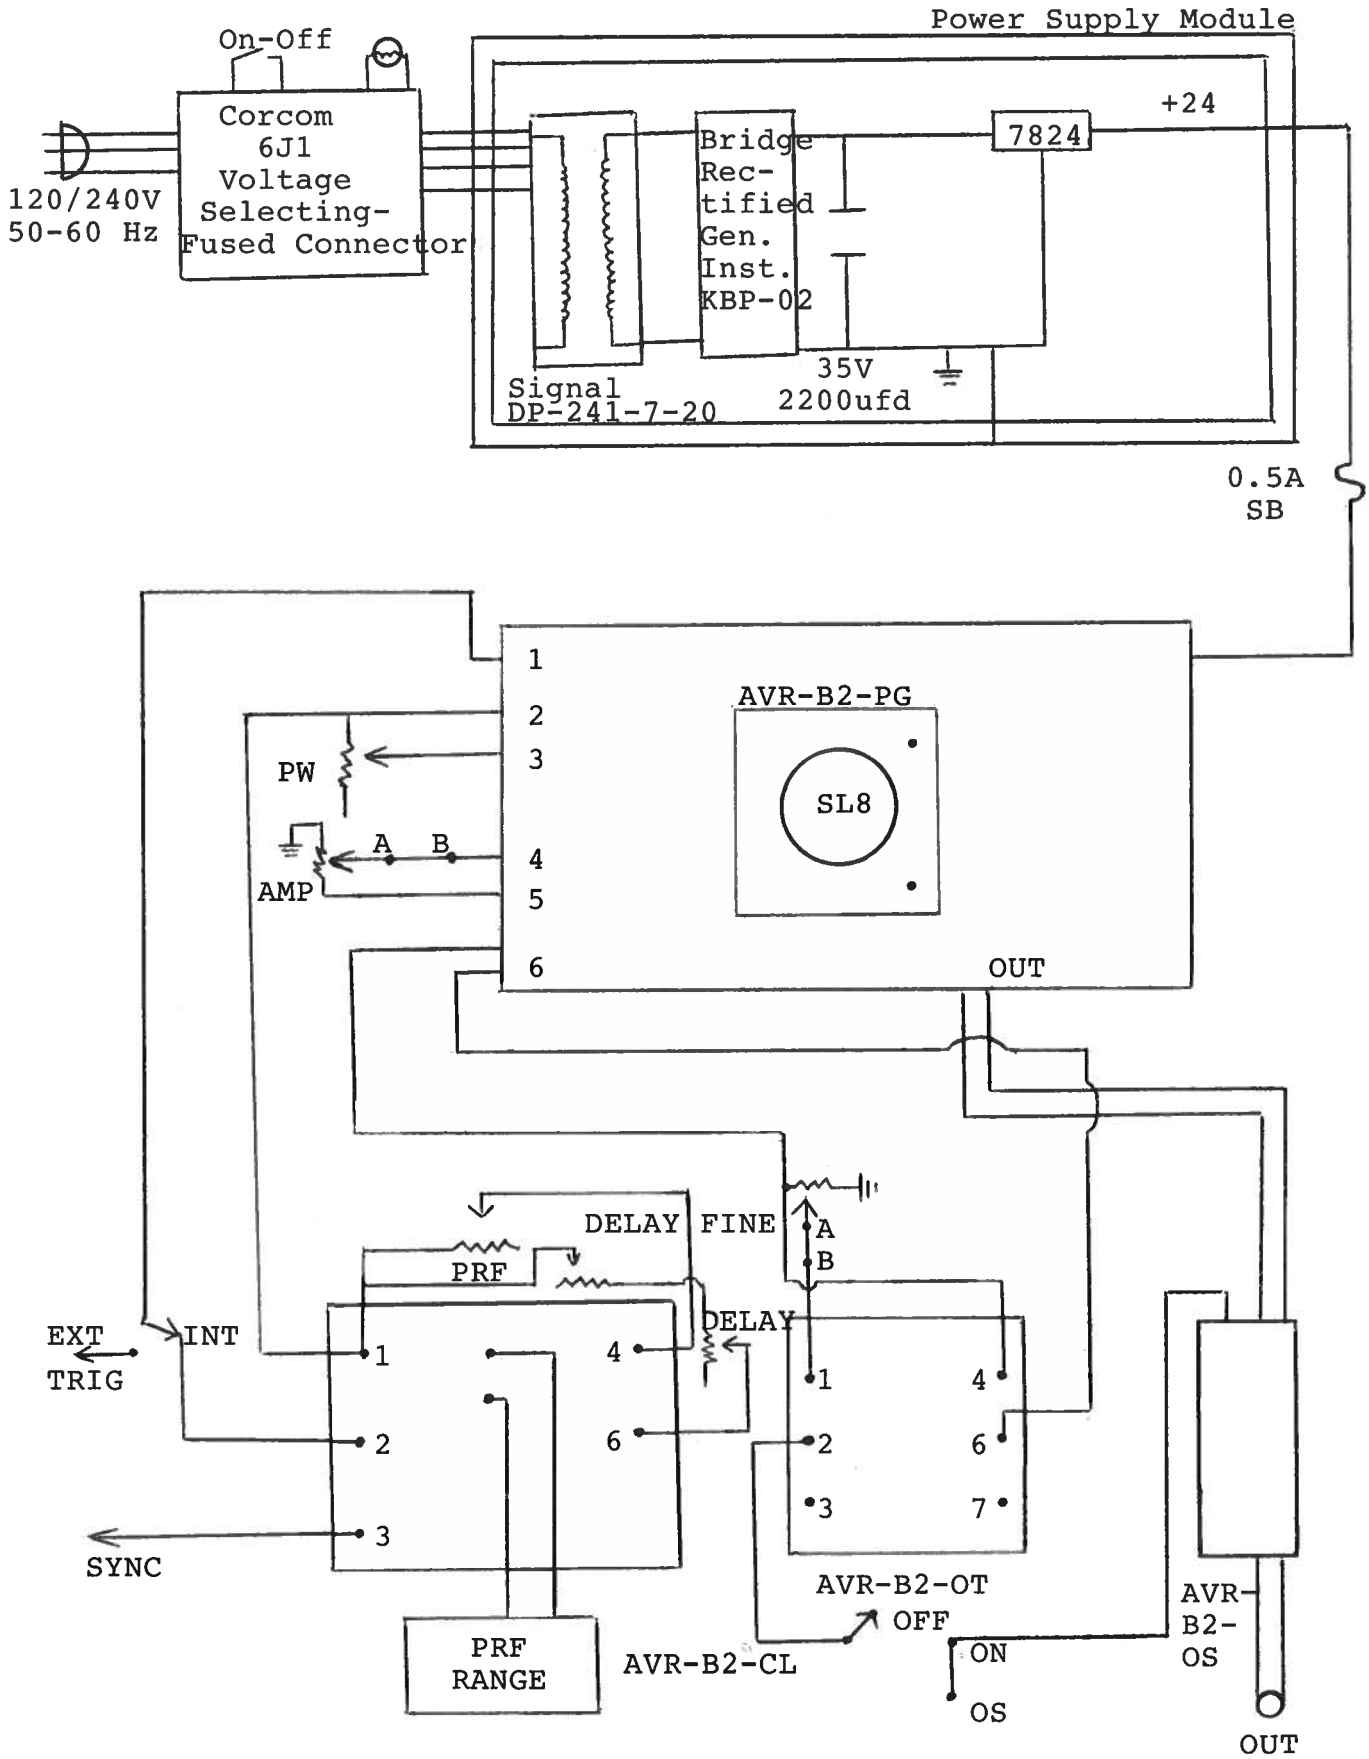 Power Supply Module
On-Off
Corcom
6J1
Voltage
Selecting-
Fused Connector
120/240V
50-60 Hz
Bridge
Rec-
tified
Gen.
Inst.
KBP-02
7824
+24
Signal
DP-241-7-20
35V
2200ufd
0.5A
SB
1
2
3
4
5
6
PW
A
B
AMP
AVR-B2-PG
SL8
OUT
DELAY FINE
PRF
DELAY
A
B
EXT
TRIG
INT
1
2
3
4
6
SYNC
PRF
RANGE
AVR-B2-CL
1
2
3
4
6
7
AVR-B2-OT
OFF
ON
OS
AVR-
B2-
OS
OUT